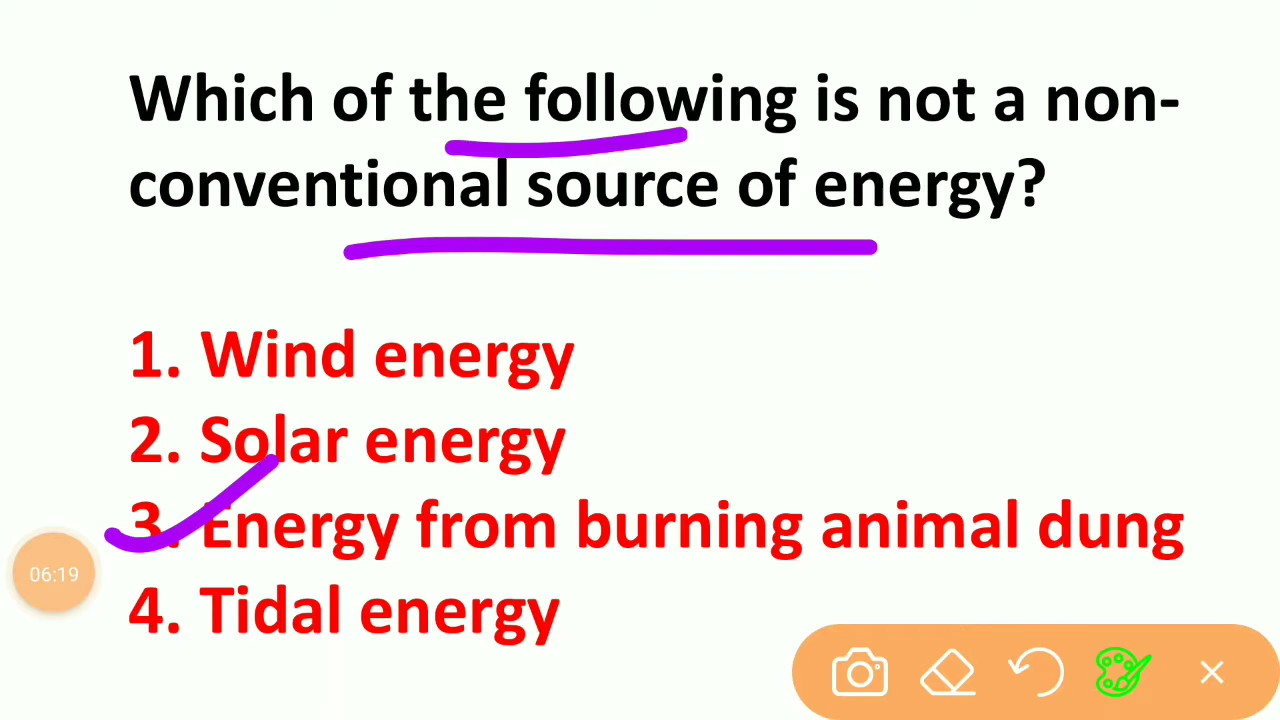 Which of the following is not a non-
conventional source of energy?
1. Wind energy
2. Solar energy
3. Energy from burning animal dung
4. Tidal energy
06:19